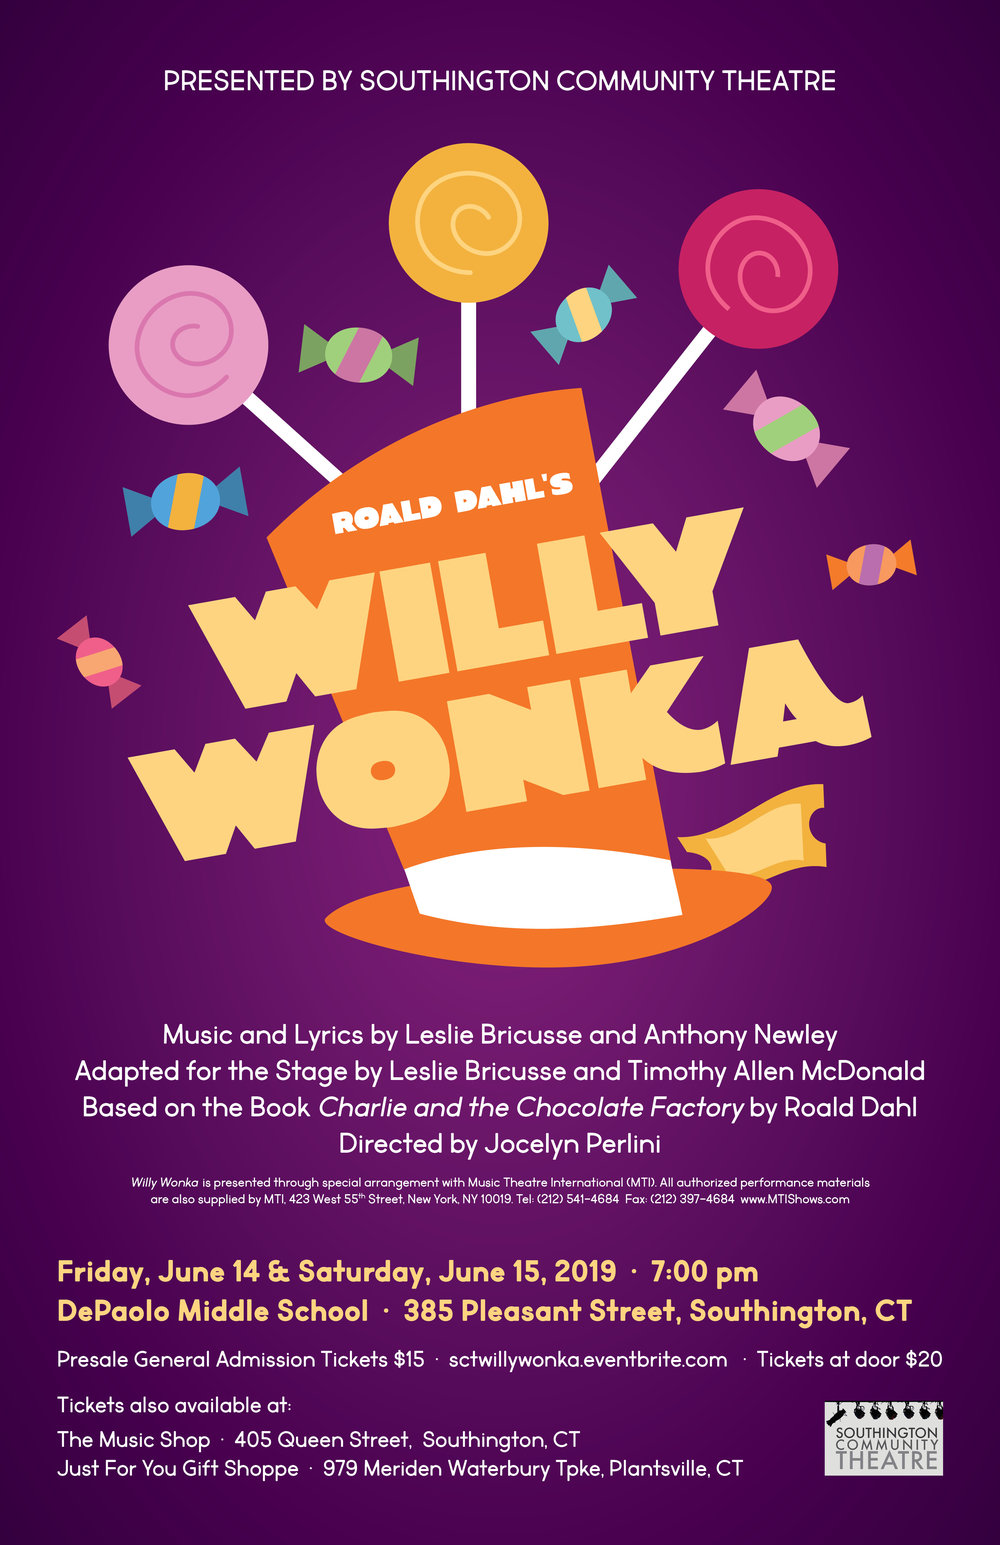 PRESENTED BY SOUTHINGTON COMMUNITY THEATRE
ROALD DAHL'S
WILLY
WONKA
Music and Lyrics by Leslie Bricusse and Anthony Newley
Adapted for the Stage by Leslie Bricusse and Timothy Allen McDonald
Based on the Book Charlie and the Chocolate Factory by Roald Dahl
Directed by Jocelyn Perlini
Willy Wonka is presented through special arrangement with Music Theatre International (MTI). All authorized performance materials
are also supplied by MTI, 423 West 55th Street, New York, NY 10019. Tel: (212) 541-4684 Fax: (212) 397-4684 www.MTIShows.com
Friday, June 14 & Saturday, June 15, 2019 · 7:00 pm
DePaolo Middle School · 385 Pleasant Street, Southington, CT
Presale General Admission Tickets $15 · sctwillywonka.eventbrite.com · Tickets at door $20
Tickets also available at:
The Music Shop · 405 Queen Street, Southington, CT
Just For You Gift Shoppe · 979 Meriden Waterbury Tpke, Plantsville, CT
SOUTHINGTON
COMMUNITY
THEATRE